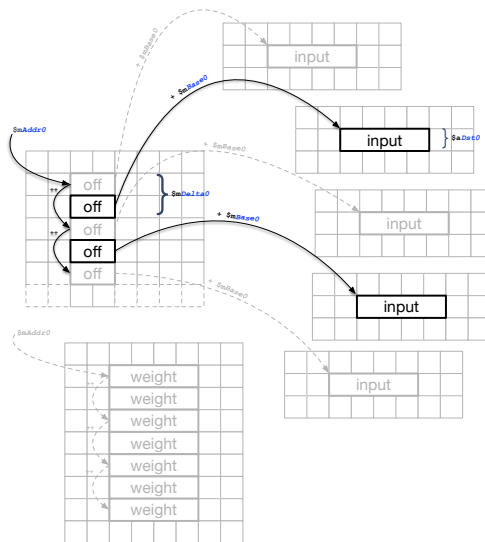 + $mBase0
input
+ $mBase0
$mAddr0
input
$aDst0
+ $mBase0
off
++
$mDelta0
off
+ $mBase0
input
++
off
off
off
+ $mBase0
input
$mAddr0
input
weight
++
weight
weight
++
weight
weight
++
weight
weight